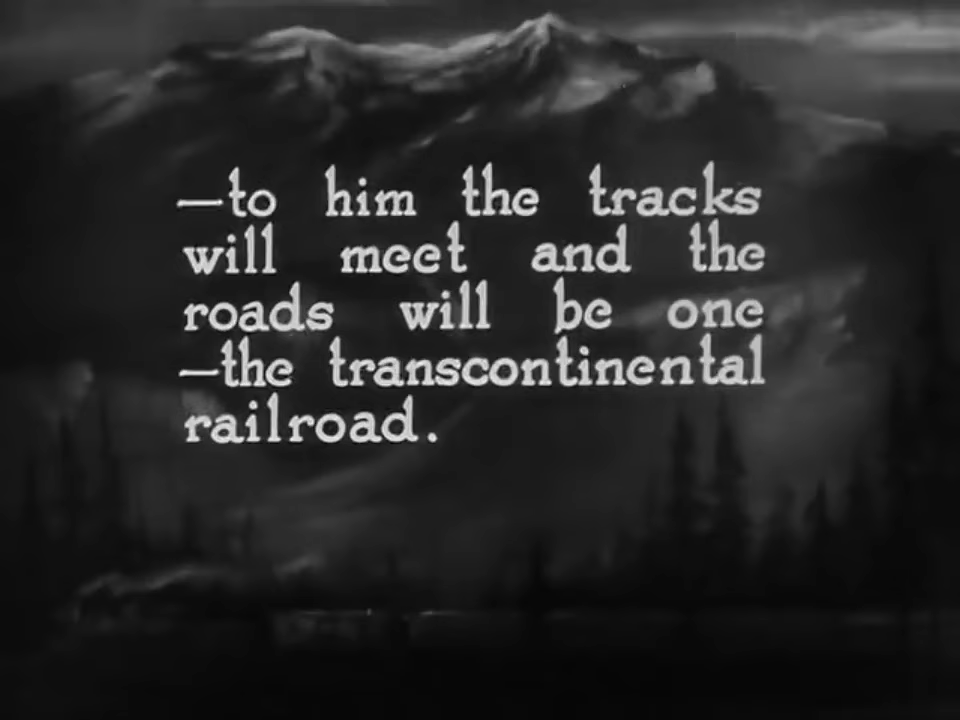 —to him the tracks
will meet and the
roads will be one
—the transcontinental
railroad.